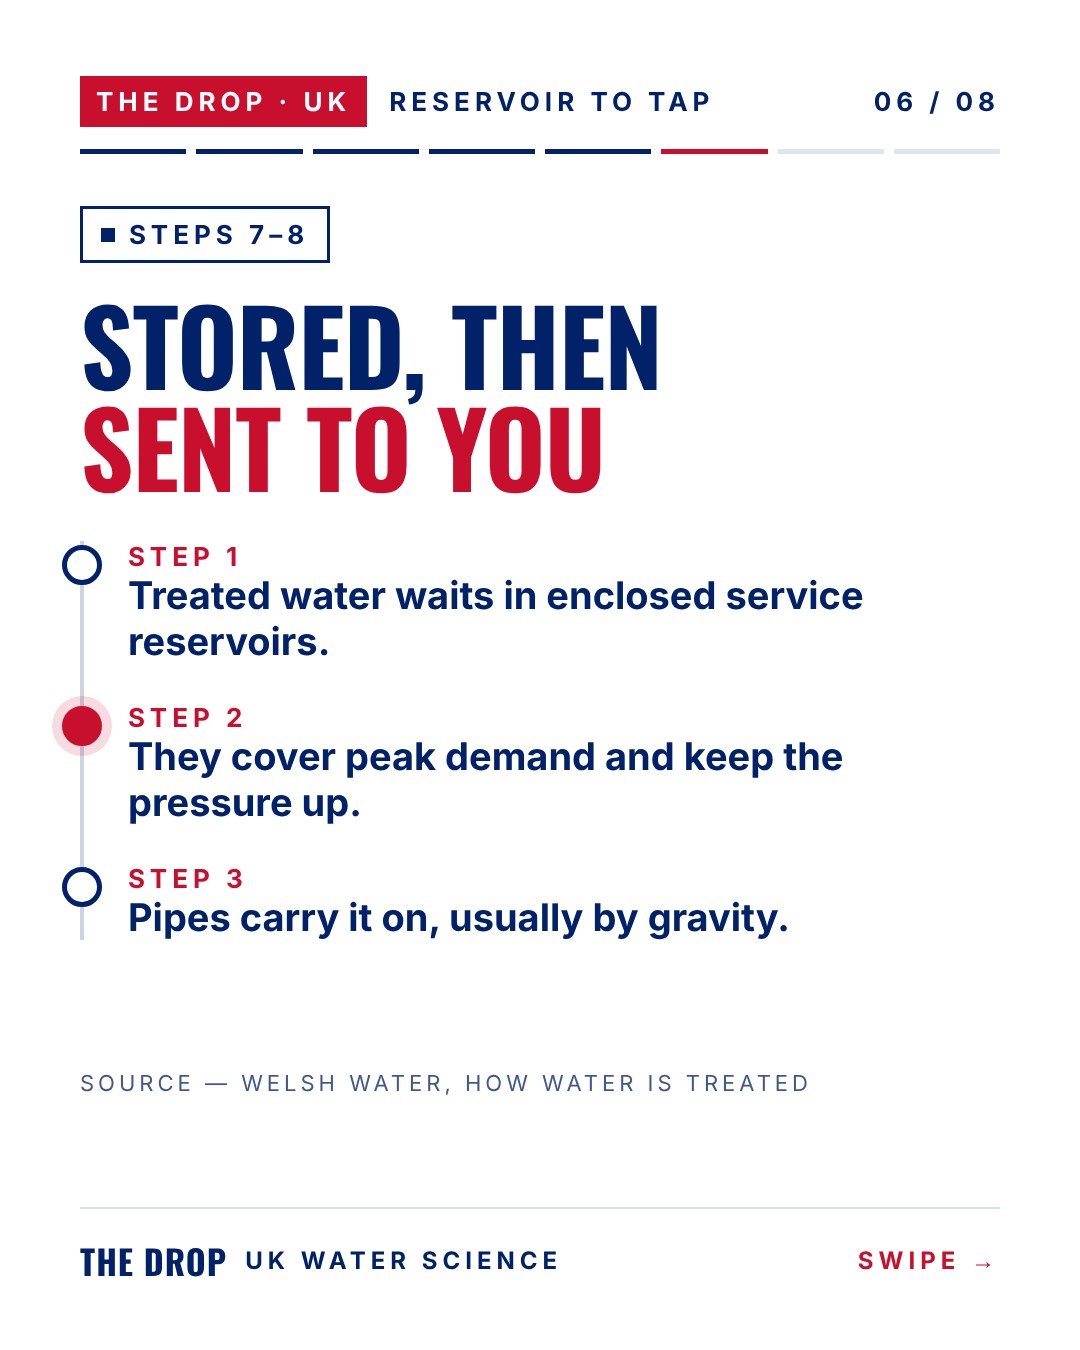 THE DROP · UK RESERVOIR TO TAP 06 / 08
STEPS 7–8
STORED, THEN
SENT TO YOU
STEP 1
Treated water waits in enclosed service
reservoirs.
STEP 2
They cover peak demand and keep the
pressure up.
STEP 3
Pipes carry it on, usually by gravity.
SOURCE — WELSH WATER, HOW WATER IS TREATED
THE DROP UK WATER SCIENCE SWIPE →